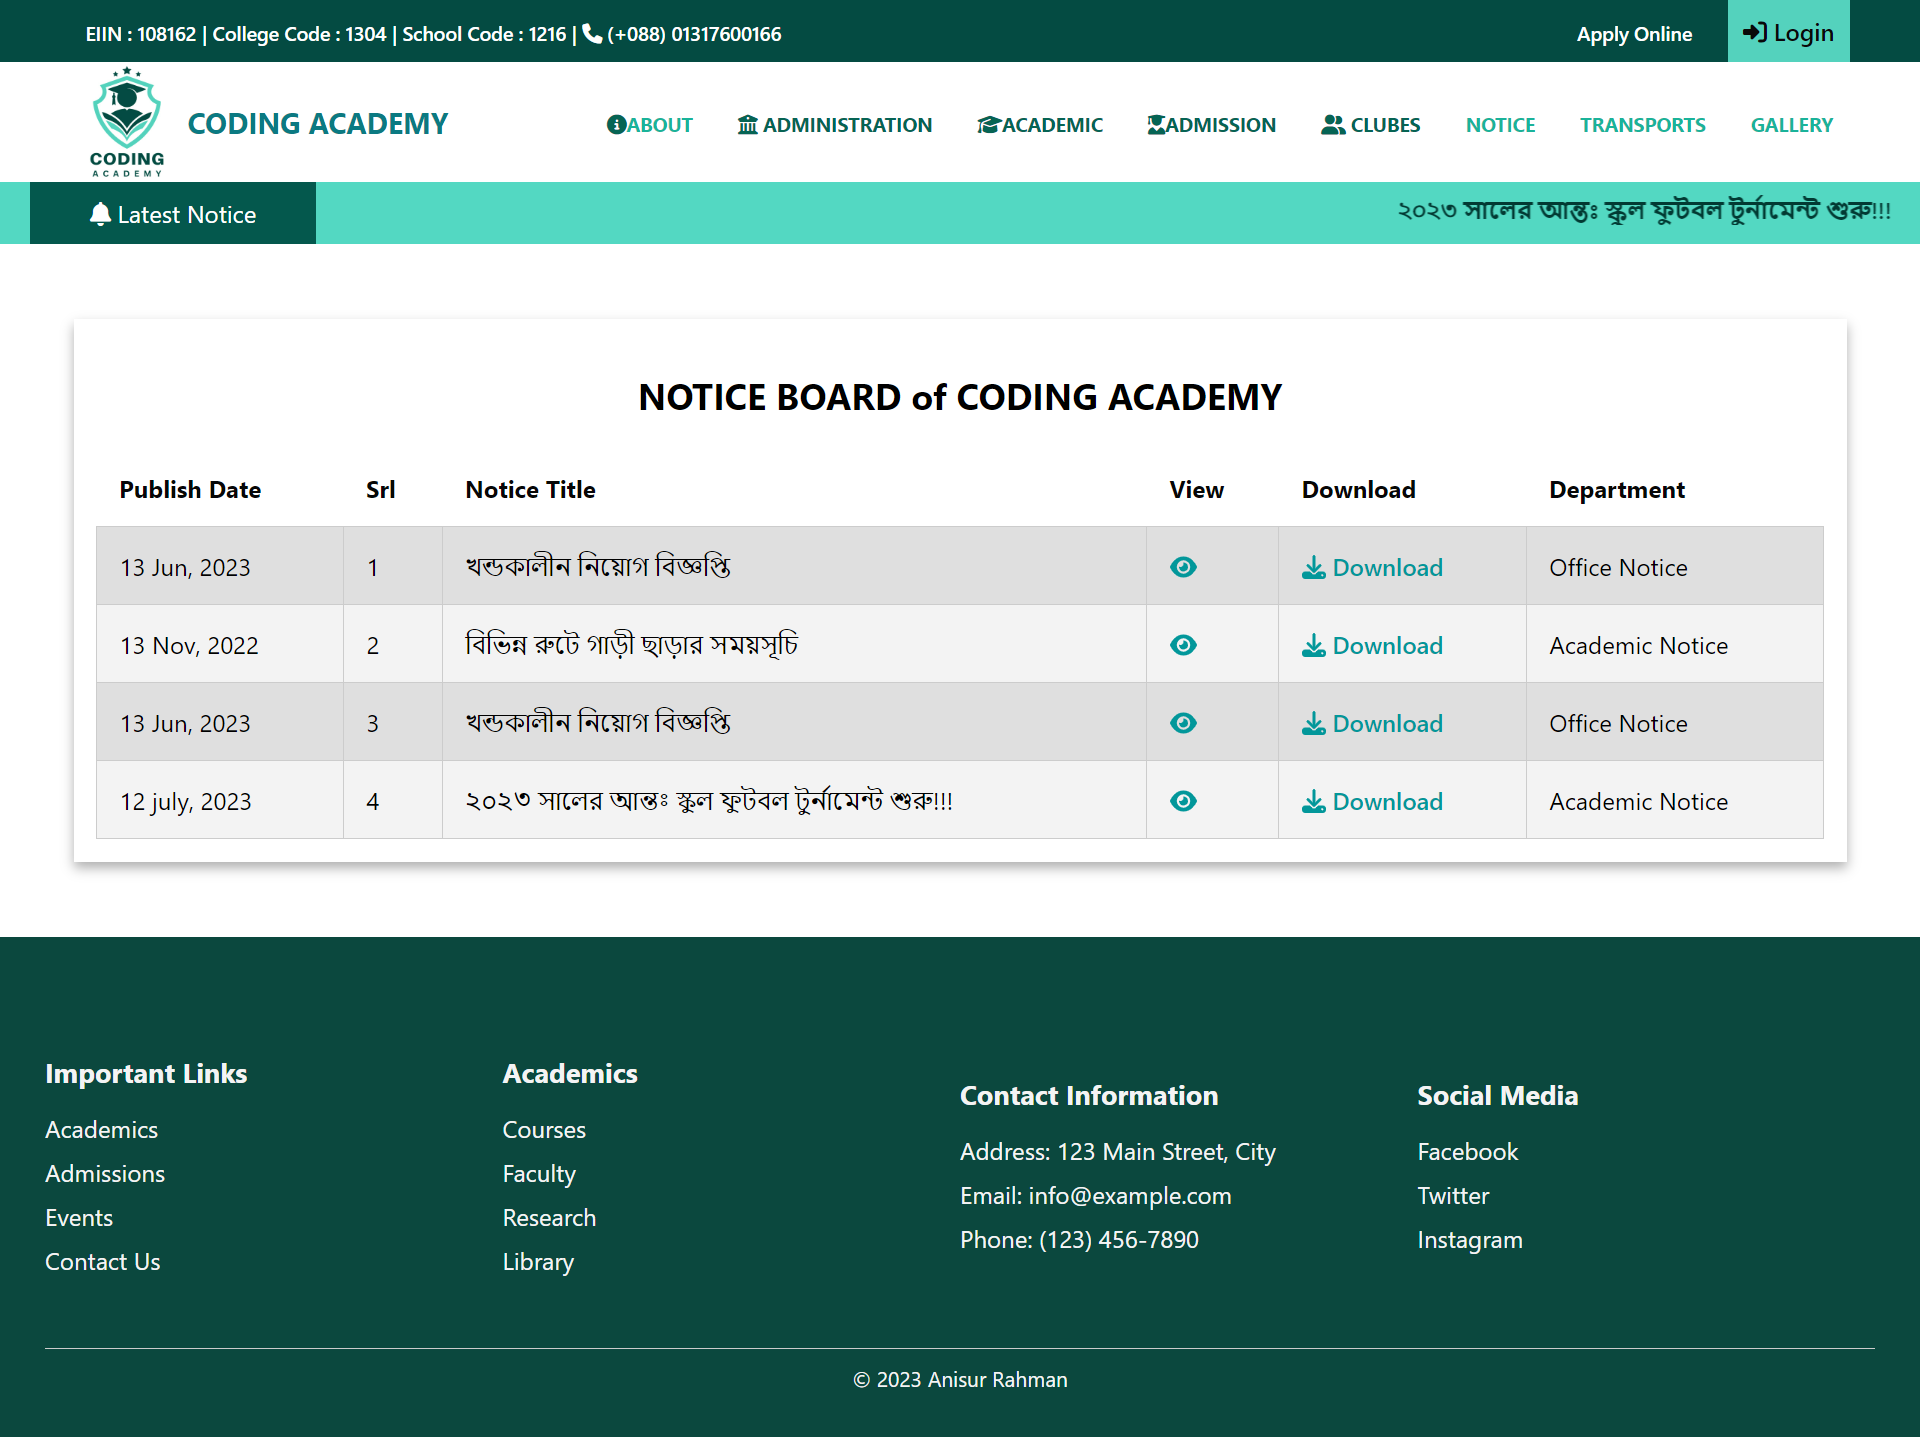 EIIN : 108162 | College Code : 1304 | School Code : 1216 | (+088) 01317600166
Apply Online
Login
CODING
ACADEMY
CODING ACADEMY
ABOUT
ADMINISTRATION
ACADEMIC
ADMISSION
CLUBES
NOTICE
TRANSPORTS
GALLERY
Latest Notice
২০২৩ সালের আন্তঃ স্কুল ফুটবল টুর্নামেন্ট শুরু!!!
NOTICE BOARD of CODING ACADEMY
Publish Date Srl Notice Title View Download Department
13 Jun, 2023 1 খন্ডকালীন নিয়োগ বিজ্ঞপ্তি Download Office Notice
13 Nov, 2022 2 বিভিন্ন রুটে গাড়ী ছাড়ার সময়সূচি Download Academic Notice
13 Jun, 2023 3 খন্ডকালীন নিয়োগ বিজ্ঞপ্তি Download Office Notice
12 july, 2023 4 ২০২৩ সালের আন্তঃ স্কুল ফুটবল টুর্নামেন্ট শুরু!!! Download Academic Notice
Important Links
Academics
Admissions
Events
Contact Us
Academics
Courses
Faculty
Research
Library
Contact Information
Address: 123 Main Street, City
Email: info@example.com
Phone: (123) 456-7890
Social Media
Facebook
Twitter
Instagram
© 2023 Anisur Rahman